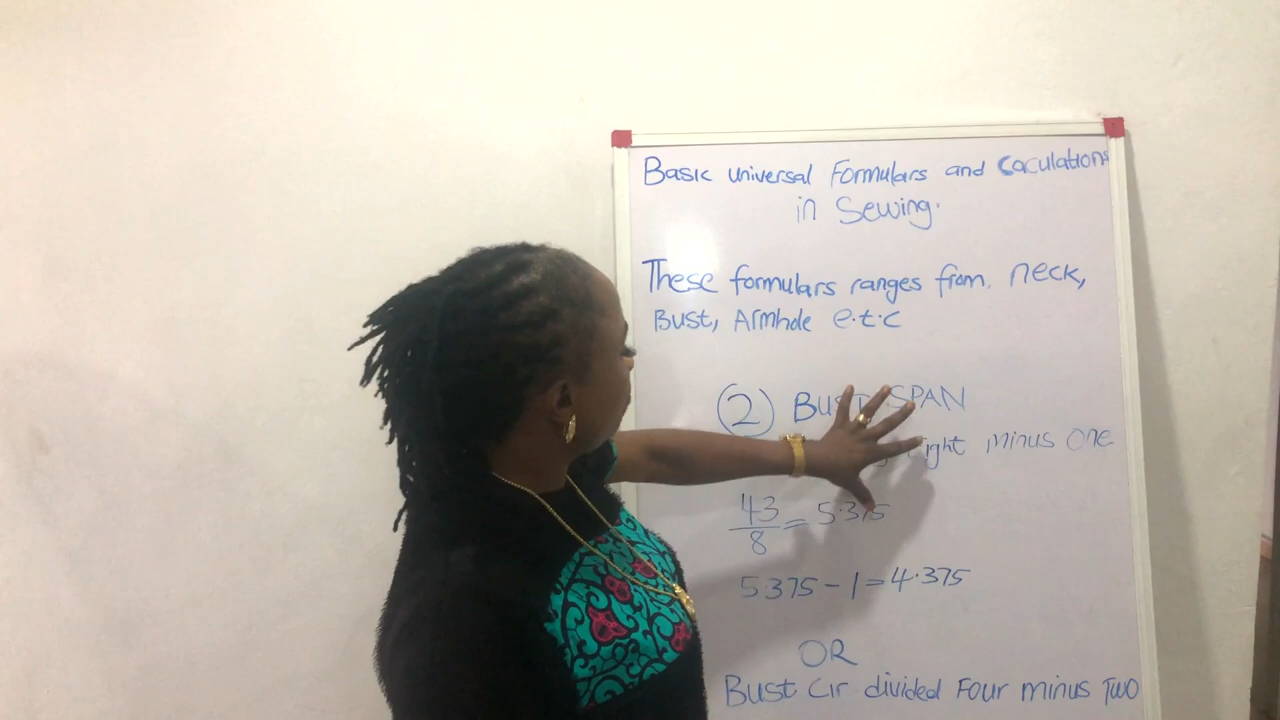 Basic universal Formulars and Caculations
in Sewing.
These formulars ranges from. neck,
Bust, Armhole e.t.c
(2) BUST SPAN
minus One
43
8
= 5.375
5.375 - 1 = 4.375
OR
Bust Cir divided Four minus Two